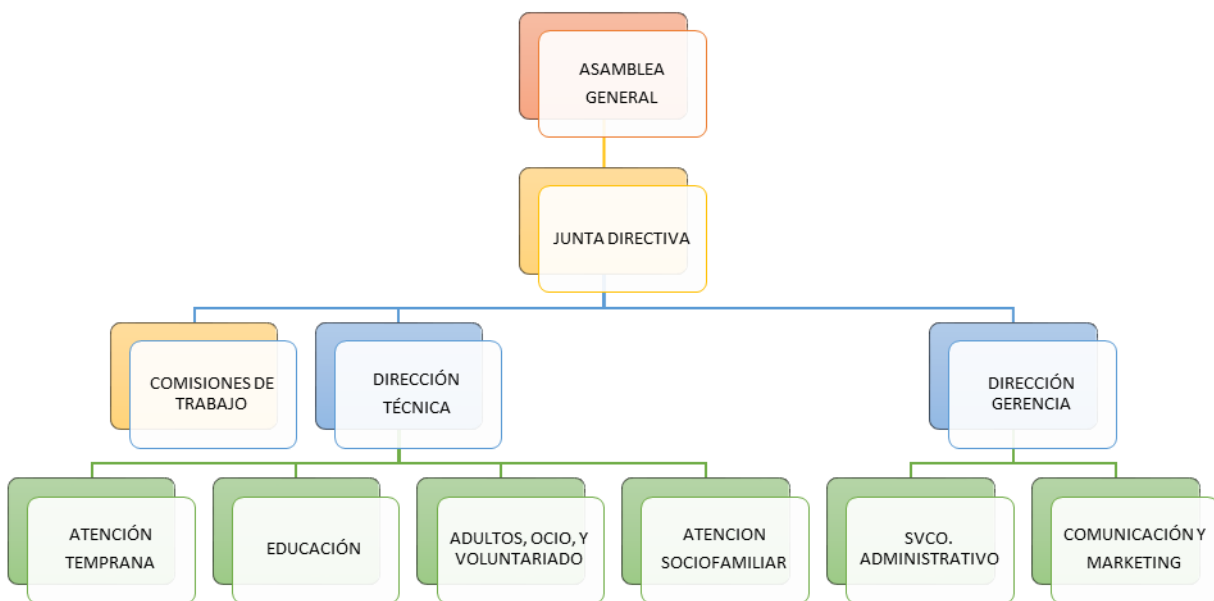 ASAMBLEA
GENERAL
JUNTA DIRECTIVA
COMISIONES DE
TRABAJO
DIRECCIÓN
TÉCNICA
DIRECCIÓN
GERENCIA
ATENCIÓN
TEMPRANA
EDUCACIÓN
ADULTOS, OCIO, Y
VOLUNTARIADO
ATENCION
SOCIOFAMILIAR
SVCO.
ADMINISTRATIVO
COMUNICACIÓN Y
MARKETING